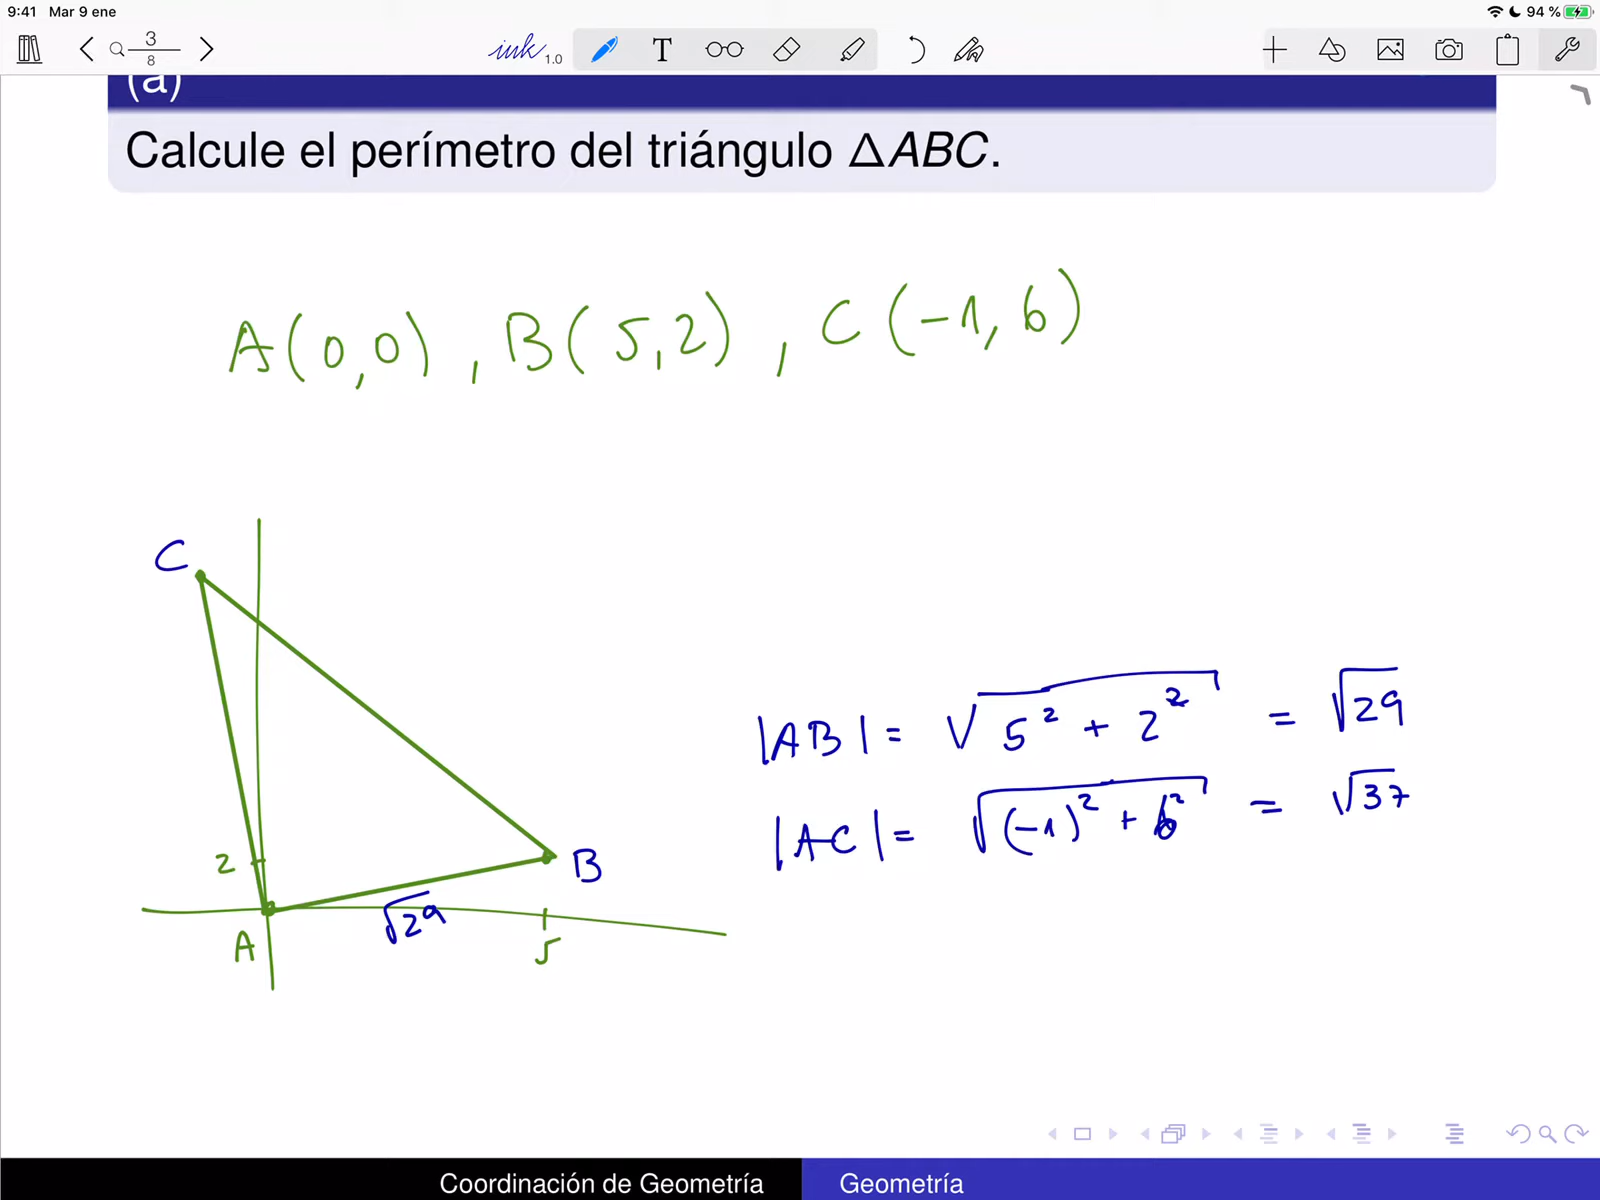 9:41 Mar 9 ene 94 %
3
8
ink 1.0 T
(a)
Calcule el perímetro del triángulo ΔABC.
A(0,0) , B(5,2) , C(-1,6)
C
|AB| = √5² + 2² = √29
|AC| = √(-1)² + 6² = √37
2
B
√29
A
5
Coordinación de Geometría Geometría